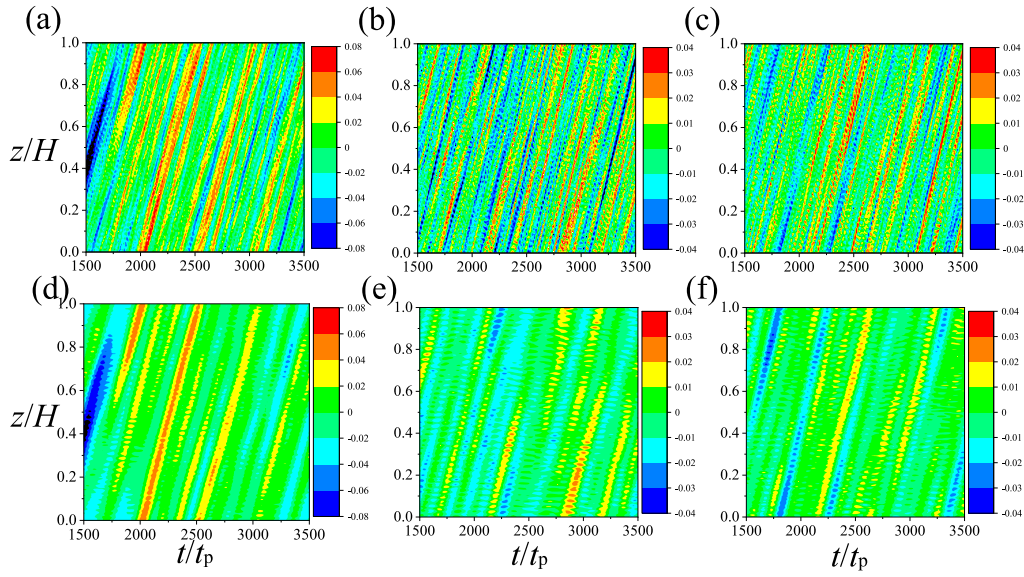 (a) (b) (c)
1.0 0.08 1.0 0.04 1.0 0.04
0.8 0.06 0.8 0.03 0.8 0.03
0.04 0.02 0.02
0.6 0.02 0.6 0.01 0.6 0.01
z/H 0 0 0
0.4 -0.02 0.4 -0.01 0.4 -0.01
-0.04 -0.02 -0.02
0.2 -0.06 0.2 -0.03 0.2 -0.03
0.0 -0.08 0.0 -0.04 0.0 -0.04
1500 2000 2500 3000 3500 1500 2000 2500 3000 3500 1500 2000 2500 3000 3500
(d) (e) (f)
1.0 0.08 1.0 0.04 1.0 0.04
0.8 0.06 0.8 0.03 0.8 0.03
0.04 0.02 0.02
0.6 0.02 0.6 0.01 0.6 0.01
z/H 0 0 0
0.4 -0.02 0.4 -0.01 0.4 -0.01
-0.04 -0.02 -0.02
0.2 -0.06 0.2 -0.03 0.2 -0.03
0.0 -0.08 0.0 -0.04 0.0 -0.04
1500 2000 2500 3000 3500 1500 2000 2500 3000 3500 1500 2000 2500 3000 3500
t/tp t/tp t/tp